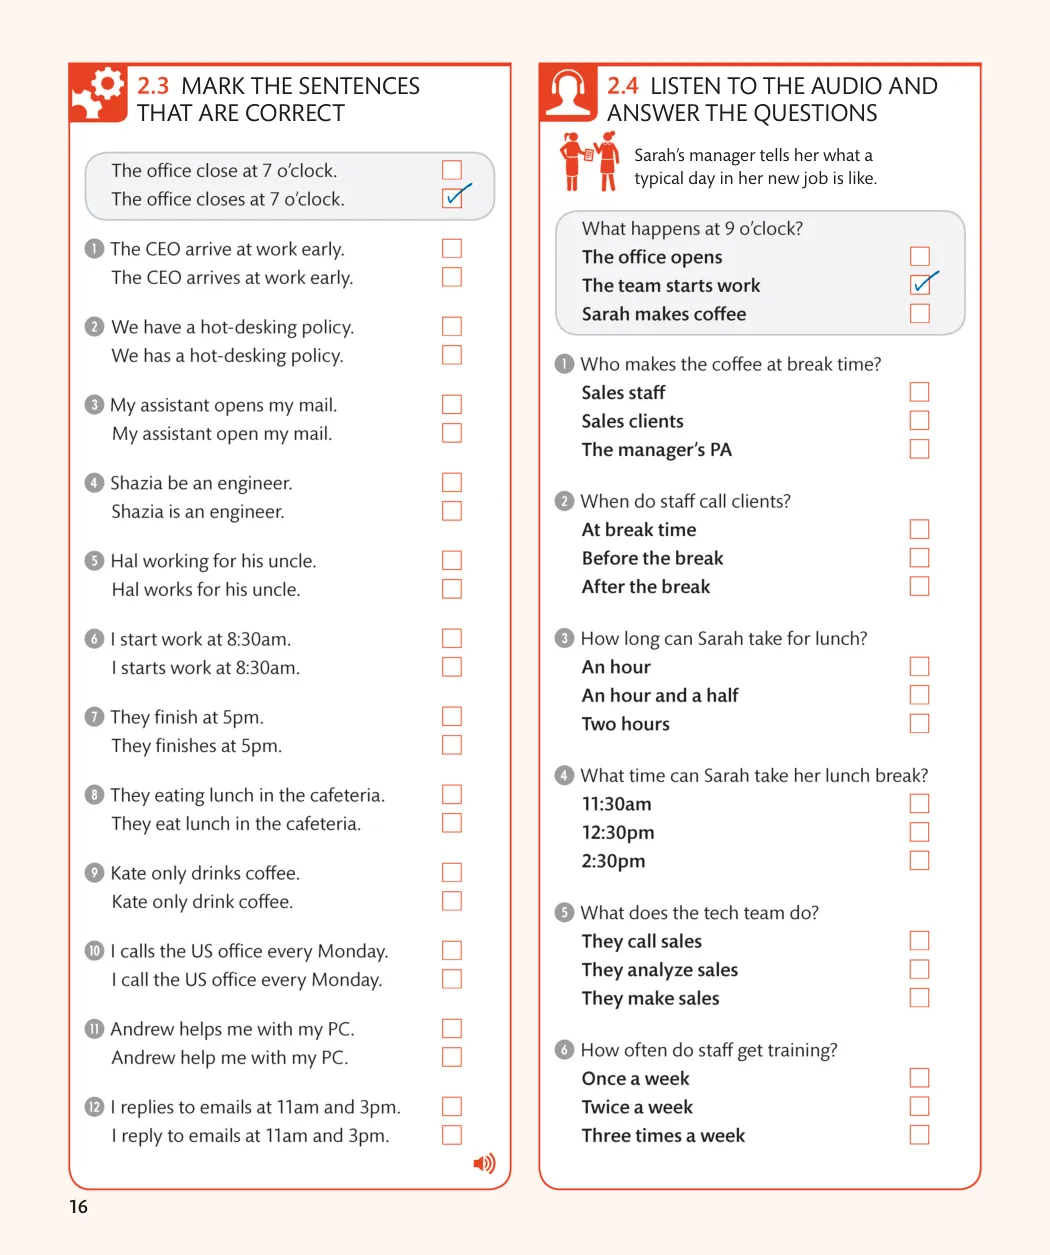 2.3 MARK THE SENTENCES
THAT ARE CORRECT
The office close at 7 o’clock.
The office closes at 7 o’clock.
1 The CEO arrive at work early.
The CEO arrives at work early.
2 We have a hot-desking policy.
We has a hot-desking policy.
3 My assistant opens my mail.
My assistant open my mail.
4 Shazia be an engineer.
Shazia is an engineer.
5 Hal working for his uncle.
Hal works for his uncle.
6 I start work at 8:30am.
I starts work at 8:30am.
7 They finish at 5pm.
They finishes at 5pm.
8 They eating lunch in the cafeteria.
They eat lunch in the cafeteria.
9 Kate only drinks coffee.
Kate only drink coffee.
10 I calls the US office every Monday.
I call the US office every Monday.
11 Andrew helps me with my PC.
Andrew help me with my PC.
12 I replies to emails at 11am and 3pm.
I reply to emails at 11am and 3pm.
2.4 LISTEN TO THE AUDIO AND
ANSWER THE QUESTIONS
Sarah’s manager tells her what a
typical day in her new job is like.
What happens at 9 o’clock?
The office opens
The team starts work
Sarah makes coffee
1 Who makes the coffee at break time?
Sales staff
Sales clients
The manager’s PA
2 When do staff call clients?
At break time
Before the break
After the break
3 How long can Sarah take for lunch?
An hour
An hour and a half
Two hours
4 What time can Sarah take her lunch break?
11:30am
12:30pm
2:30pm
5 What does the tech team do?
They call sales
They analyze sales
They make sales
6 How often do staff get training?
Once a week
Twice a week
Three times a week
16